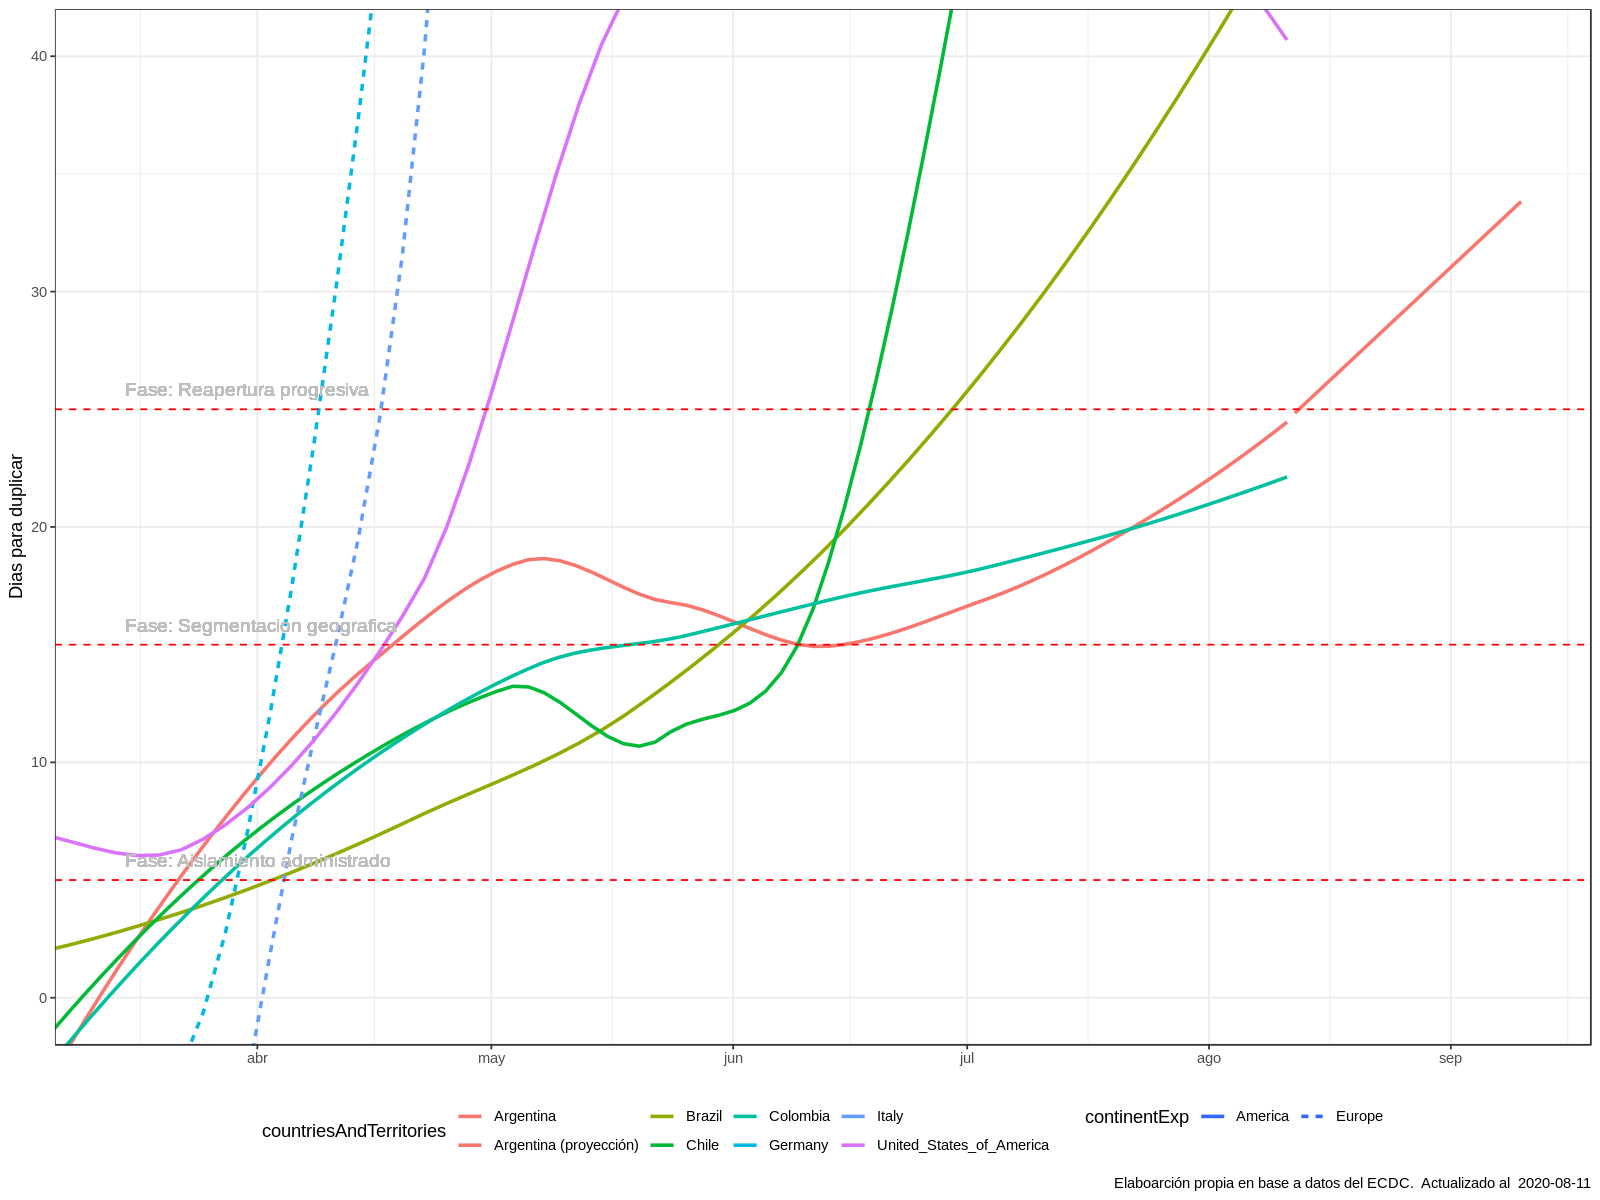 40
30
20
10
0
Dias para duplicar
Fase: Reapertura progresiva
Fase: Segmentación geografica
Fase: Aislamiento administrado
abr may jun jul ago sep
countriesAndTerritories
Argentina Brazil Colombia Italy
Argentina (proyección) Chile Germany United_States_of_America
continentExp America Europe
Elaboarción propia en base a datos del ECDC. Actualizado al 2020-08-11